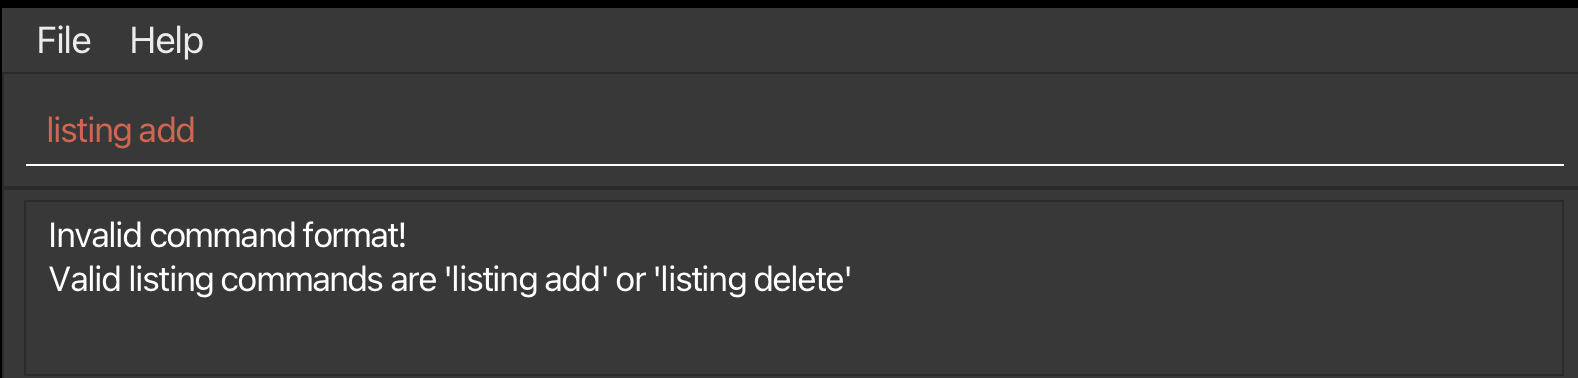 File Help
listing add
Invalid command format!
Valid listing commands are 'listing add' or 'listing delete'